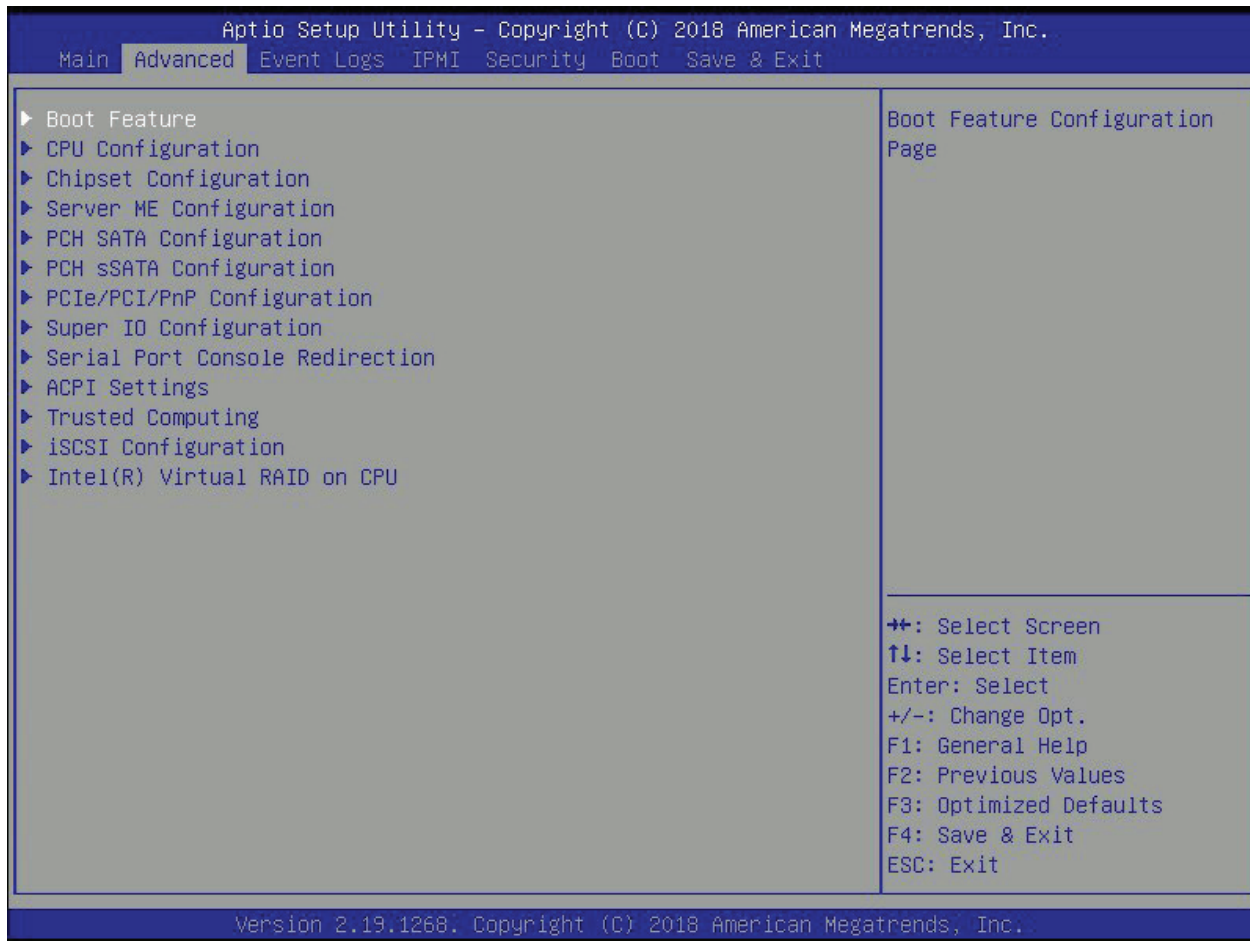 Aptio Setup Utility – Copyright (C) 2018 American Megatrends, Inc.
Main Advanced Event Logs IPMI Security Boot Save & Exit
▶ Boot Feature
▶ CPU Configuration
▶ Chipset Configuration
▶ Server ME Configuration
▶ PCH SATA Configuration
▶ PCH sSATA Configuration
▶ PCIe/PCI/PnP Configuration
▶ Super IO Configuration
▶ Serial Port Console Redirection
▶ ACPI Settings
▶ Trusted Computing
▶ iSCSI Configuration
▶ Intel(R) Virtual RAID on CPU
Boot Feature Configuration
Page
→←: Select Screen
↑↓: Select Item
Enter: Select
+/-: Change Opt.
F1: General Help
F2: Previous Values
F3: Optimized Defaults
F4: Save & Exit
ESC: Exit
Version 2.19.1268. Copyright (C) 2018 American Megatrends, Inc.